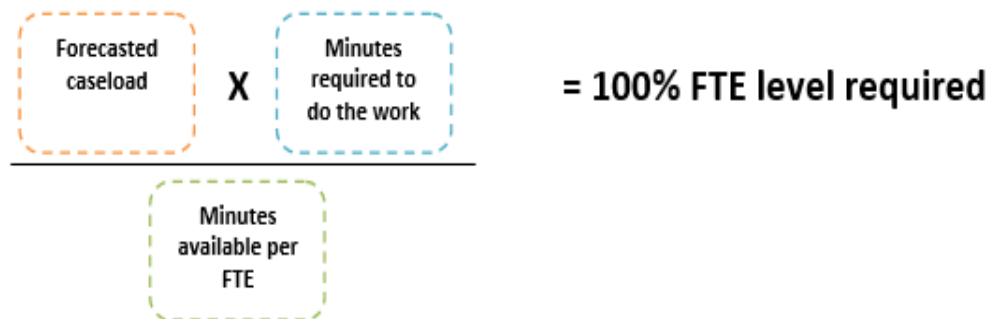 Forecasted
caseload
X
Minutes
required to
do the work
= 100% FTE level required
Minutes
available per
FTE